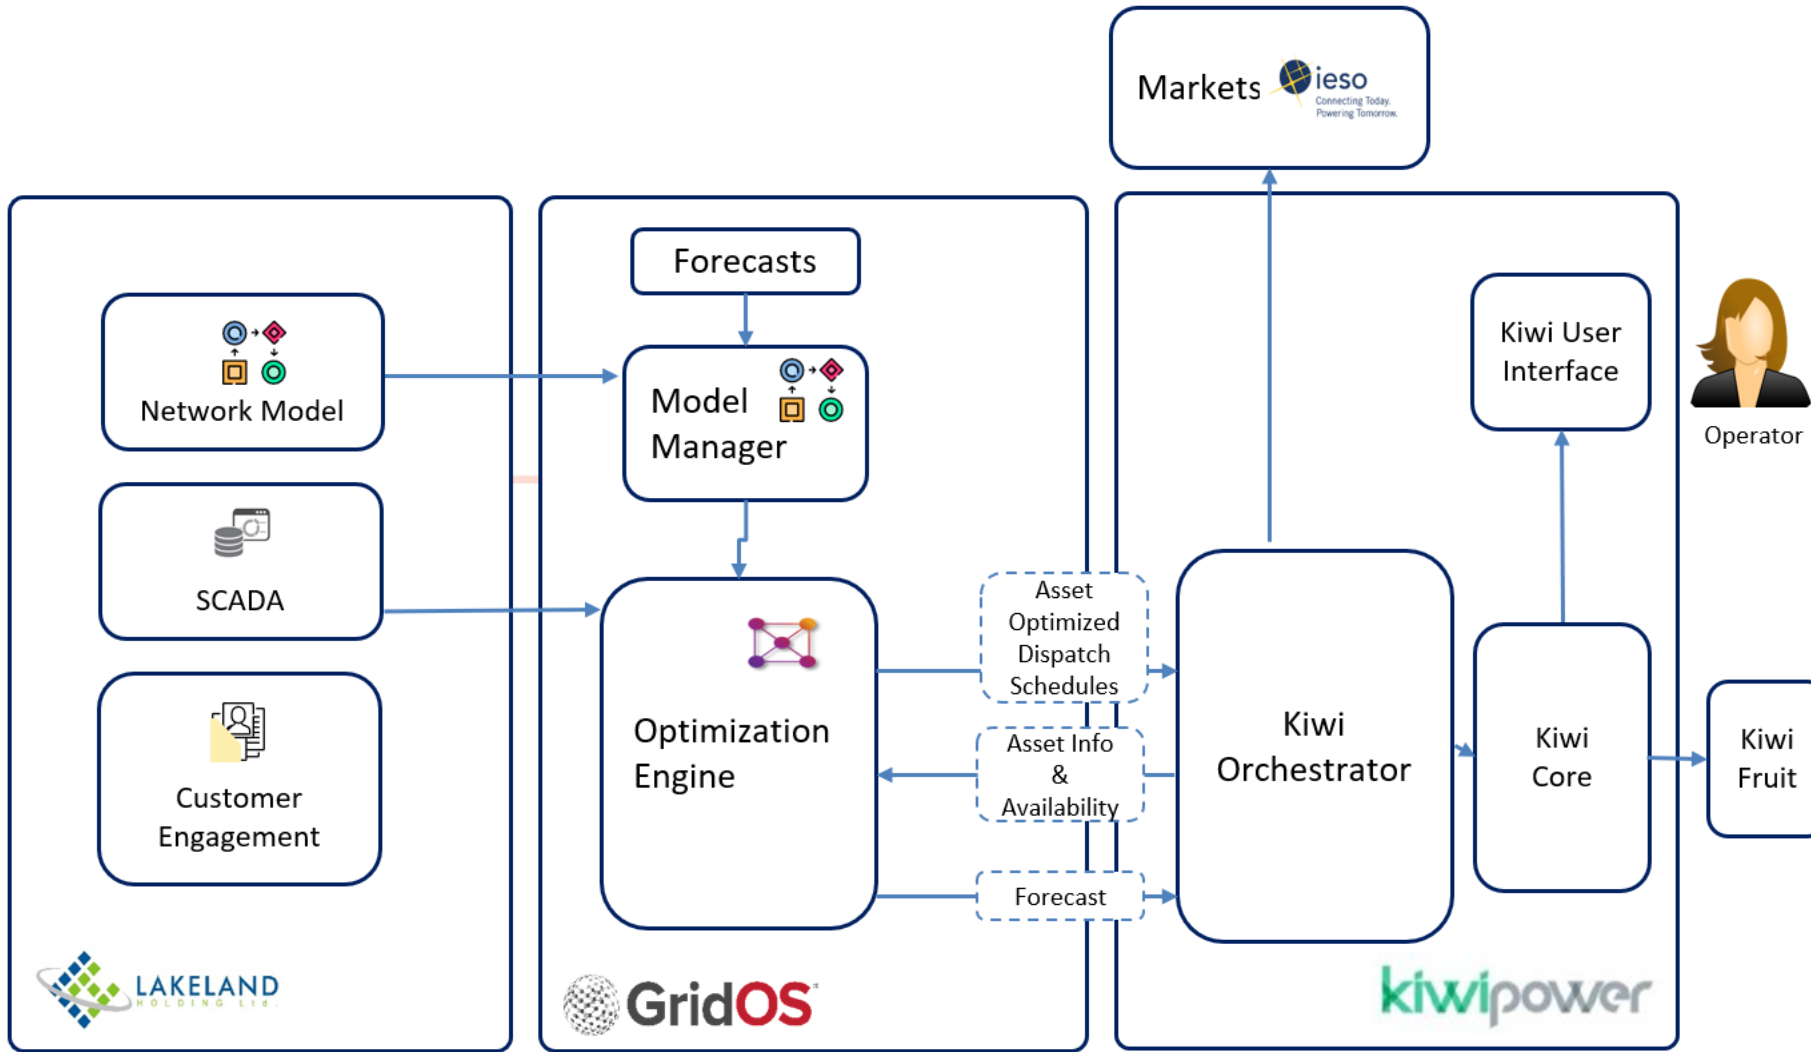 Markets
ieso
Connecting Today.
Powering Tomorrow.
Network Model
SCADA
Customer
Engagement
LAKELAND
HOLDING Ltd.
Forecasts
Model
Manager
Optimization
Engine
GridOS
Asset
Optimized
Dispatch
Schedules
Asset Info
&
Availability
Forecast
Kiwi
Orchestrator
Kiwi User
Interface
Kiwi
Core
kiwipower
Operator
Kiwi
Fruit